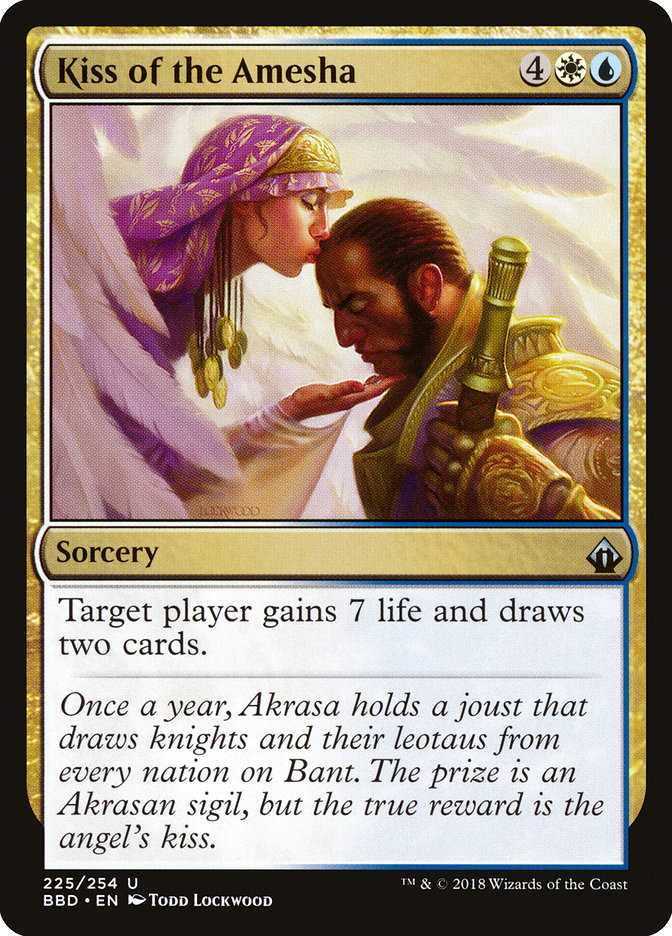 Kiss of the Amesha 4
LOCKWOOD
Sorcery
Target player gains 7 life and draws
two cards.
Once a year, Akrasa holds a joust that
draws knights and their leotaus from
every nation on Bant. The prize is an
Akrasan sigil, but the true reward is the
angel's kiss.
225/254 U
BBD • EN Todd Lockwood
™ & © 2018 Wizards of the Coast